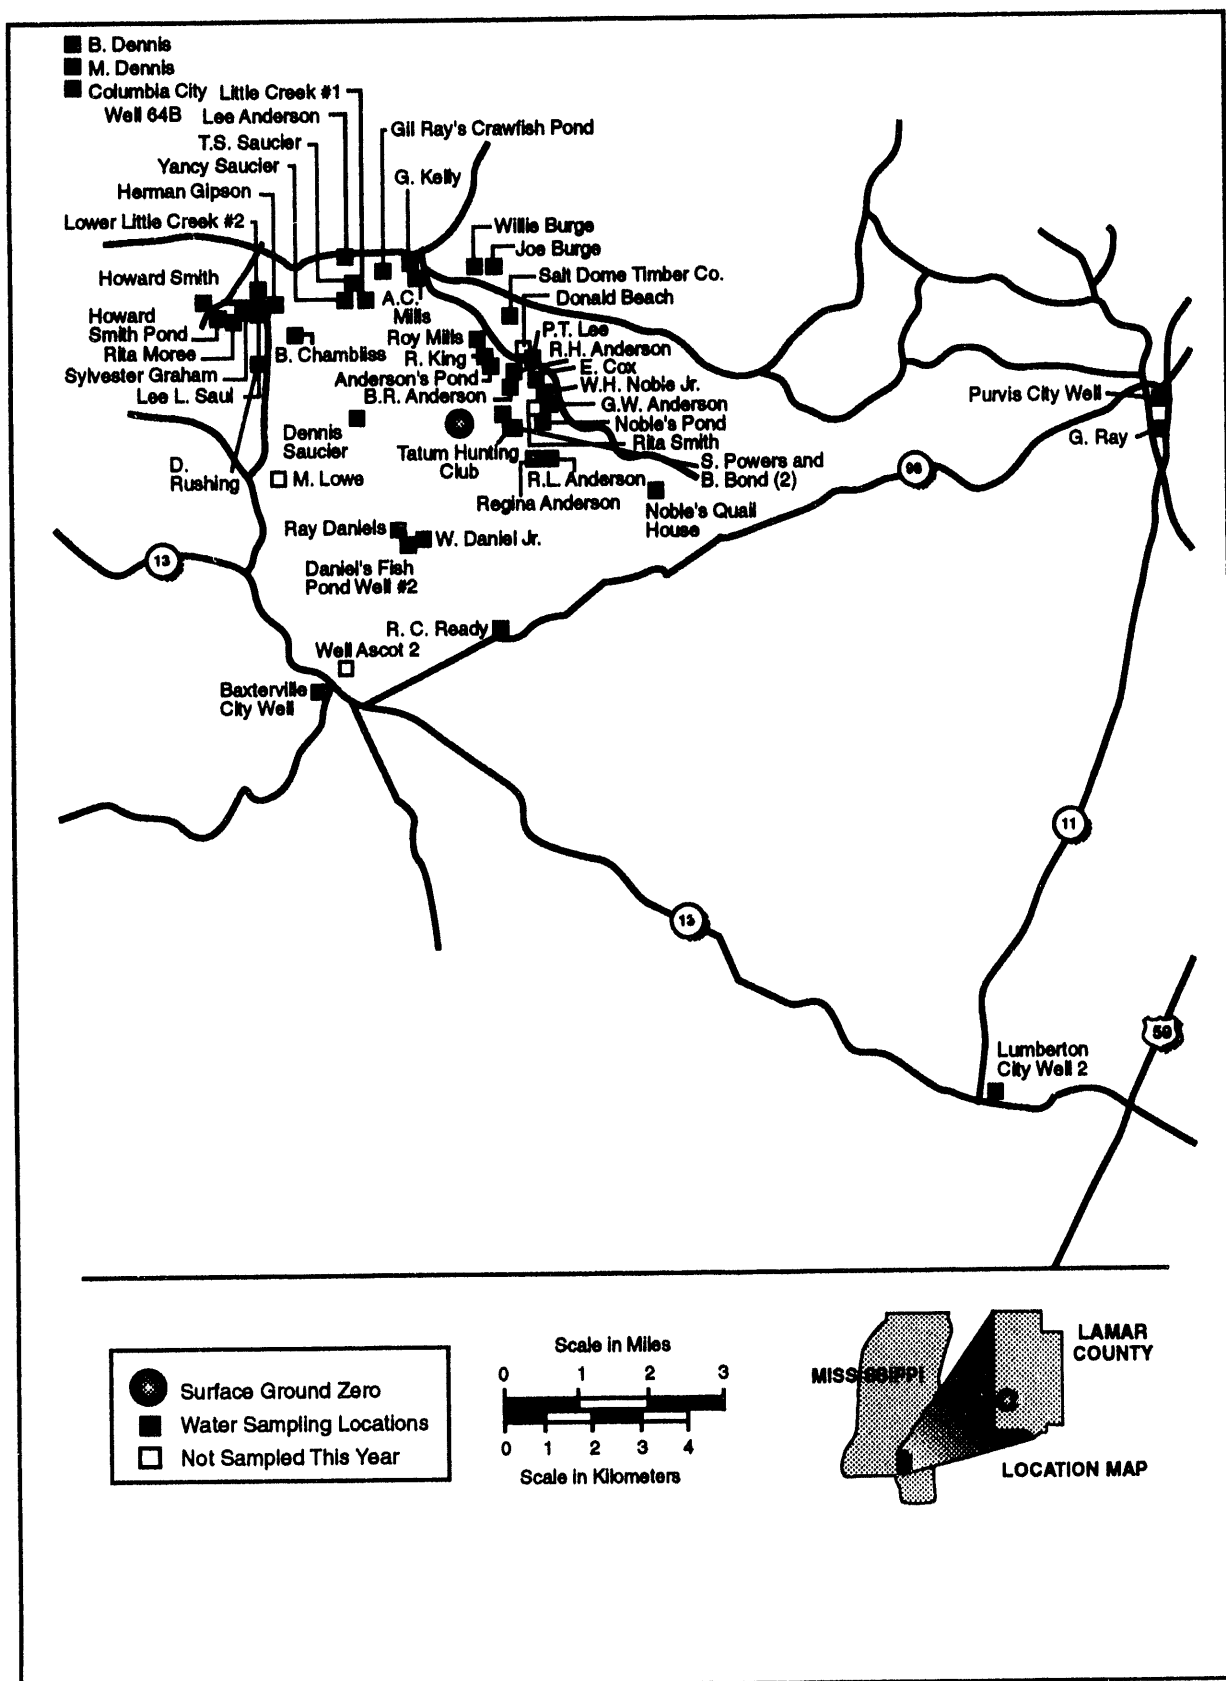 B. Dennis
M. Dennis
Columbia City
Well 64B
Little Creek #1
Lee Anderson
T.S. Saucier
Yancy Saucier
Herman Gipson
Lower Little Creek #2
Gil Ray's Crawfish Pond
G. Kelly
Willie Burge
Joe Burge
Salt Dome Timber Co.
Donald Beach
Howard Smith
Howard
Smith Pond
Rita Moree
Sylvester Graham
Lee L. Saul
B. Chambliss
A.C.
Mills
Roy Mills
R. King
Anderson's Pond
B.R. Anderson
P.T. Lee
R.H. Anderson
E. Cox
W.H. Noble Jr.
G.W. Anderson
Noble's Pond
Rita Smith
S. Powers and
B. Bond (2)
Purvis City Well
G. Ray
D.
Rushing
Dennis
Saucier
M. Lowe
Tatum Hunting
Club
R.L. Anderson
Regina Anderson
Noble's Quail
House
98
Ray Daniels
W. Daniel Jr.
Daniel's Fish
Pond Well #2
13
R. C. Ready
Well Ascot 2
Baxterville
City Well
11
13
59
Lumberton
City Well 2
Surface Ground Zero
Water Sampling Locations
Not Sampled This Year
Scale in Miles
0 1 2 3
0 1 2 3 4
Scale in Kilometers
MISSISSIPPI
LAMAR
COUNTY
LOCATION MAP